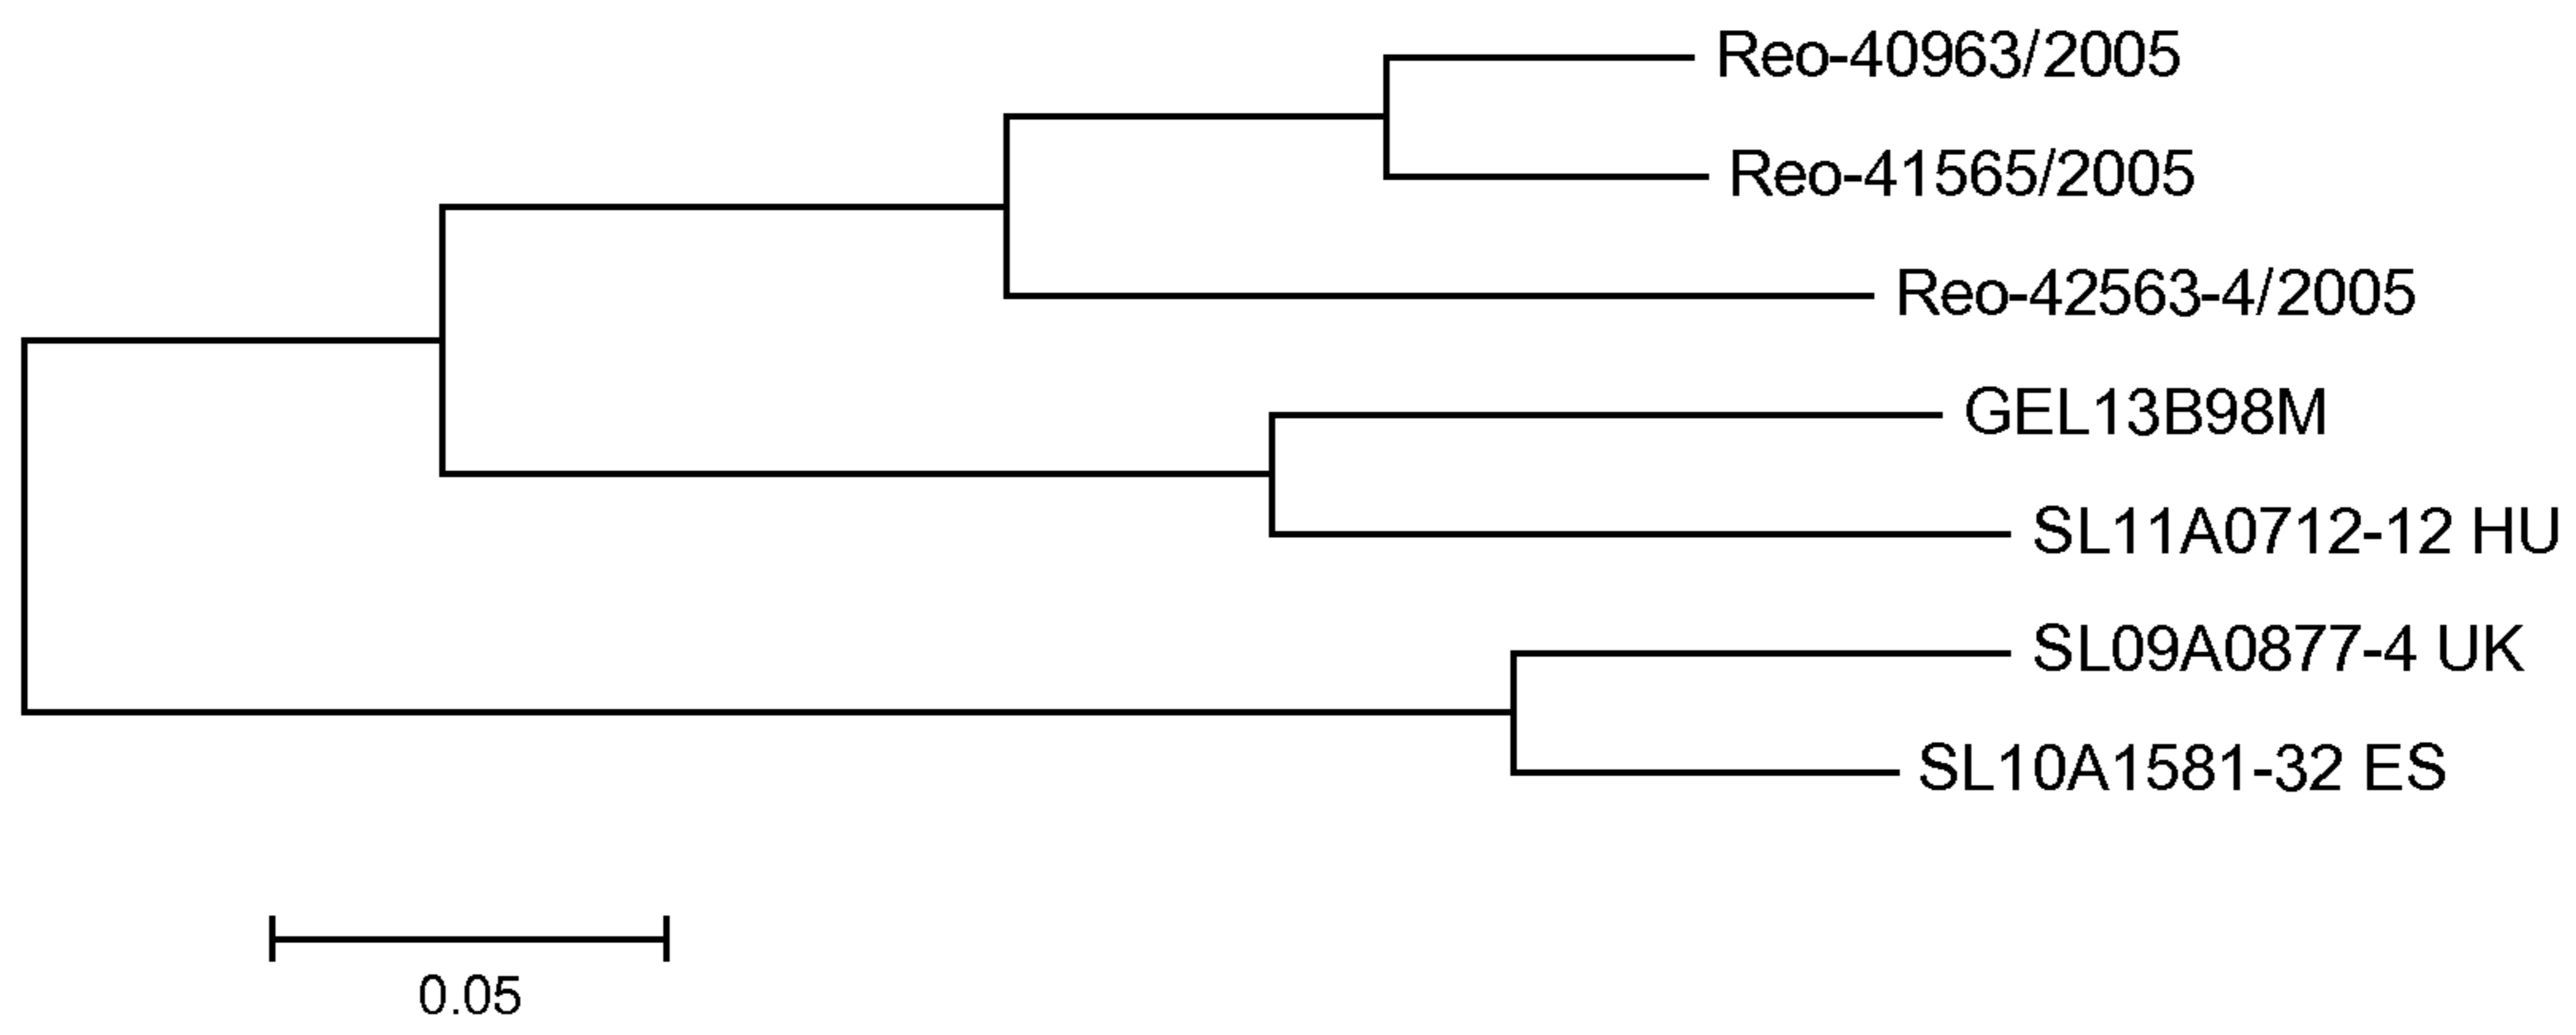 Reo-40963/2005
Reo-41565/2005
Reo-42563-4/2005
GEL13B98M
SL11A0712-12 HU
SL09A0877-4 UK
SL10A1581-32 ES
0.05